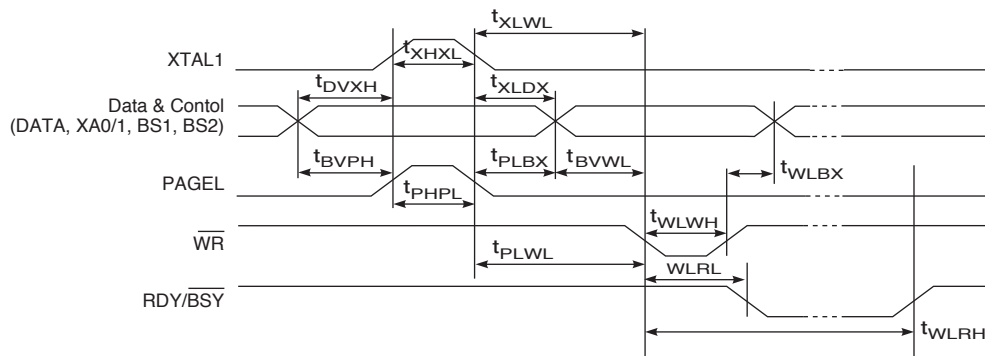 tXLWL
XTAL1
tXHXL
tDVXH
tXLDX
Data & Contol
(DATA, XA0/1, BS1, BS2)
tBVPH
tPLBX
tBVWL
tWLBX
PAGEL
tPHPL
tWLWH
WR
tPLWL
WLRL
RDY/BSY
tWLRH